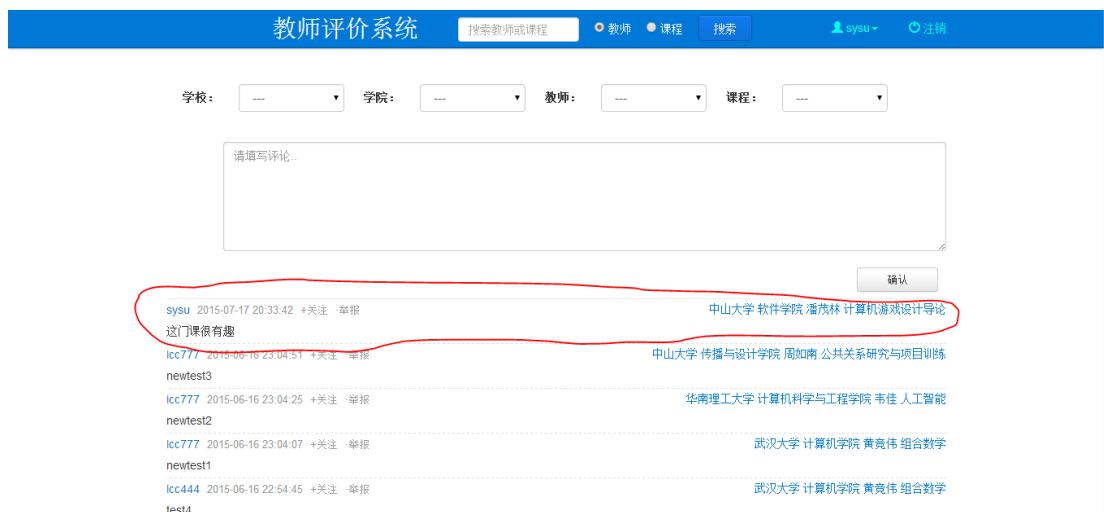 教师评价系统 搜索教师或课程 教师 课程 搜索 sysu 注销
学校： --- 学院： --- 教师： --- 课程： ---
请填写评论..
确认
sysu 2015-07-17 20:33:42 +关注 ·举报 中山大学 软件学院 潘茂林 计算机游戏设计导论
这门课很有趣
lcc777 2015-06-16 23:04:51 +关注 ·举报 中山大学 传播与设计学院 周如南 公共关系研究与项目训练
newtest3
lcc777 2015-06-16 23:04:25 +关注 ·举报 华南理工大学 计算机科学与工程学院 韦佳 人工智能
newtest2
lcc777 2015-06-16 23:04:07 +关注 ·举报 武汉大学 计算机学院 黄竞伟 组合数学
newtest1
lcc444 2015-06-16 22:54:45 +关注 ·举报 武汉大学 计算机学院 黄竞伟 组合数学
test4